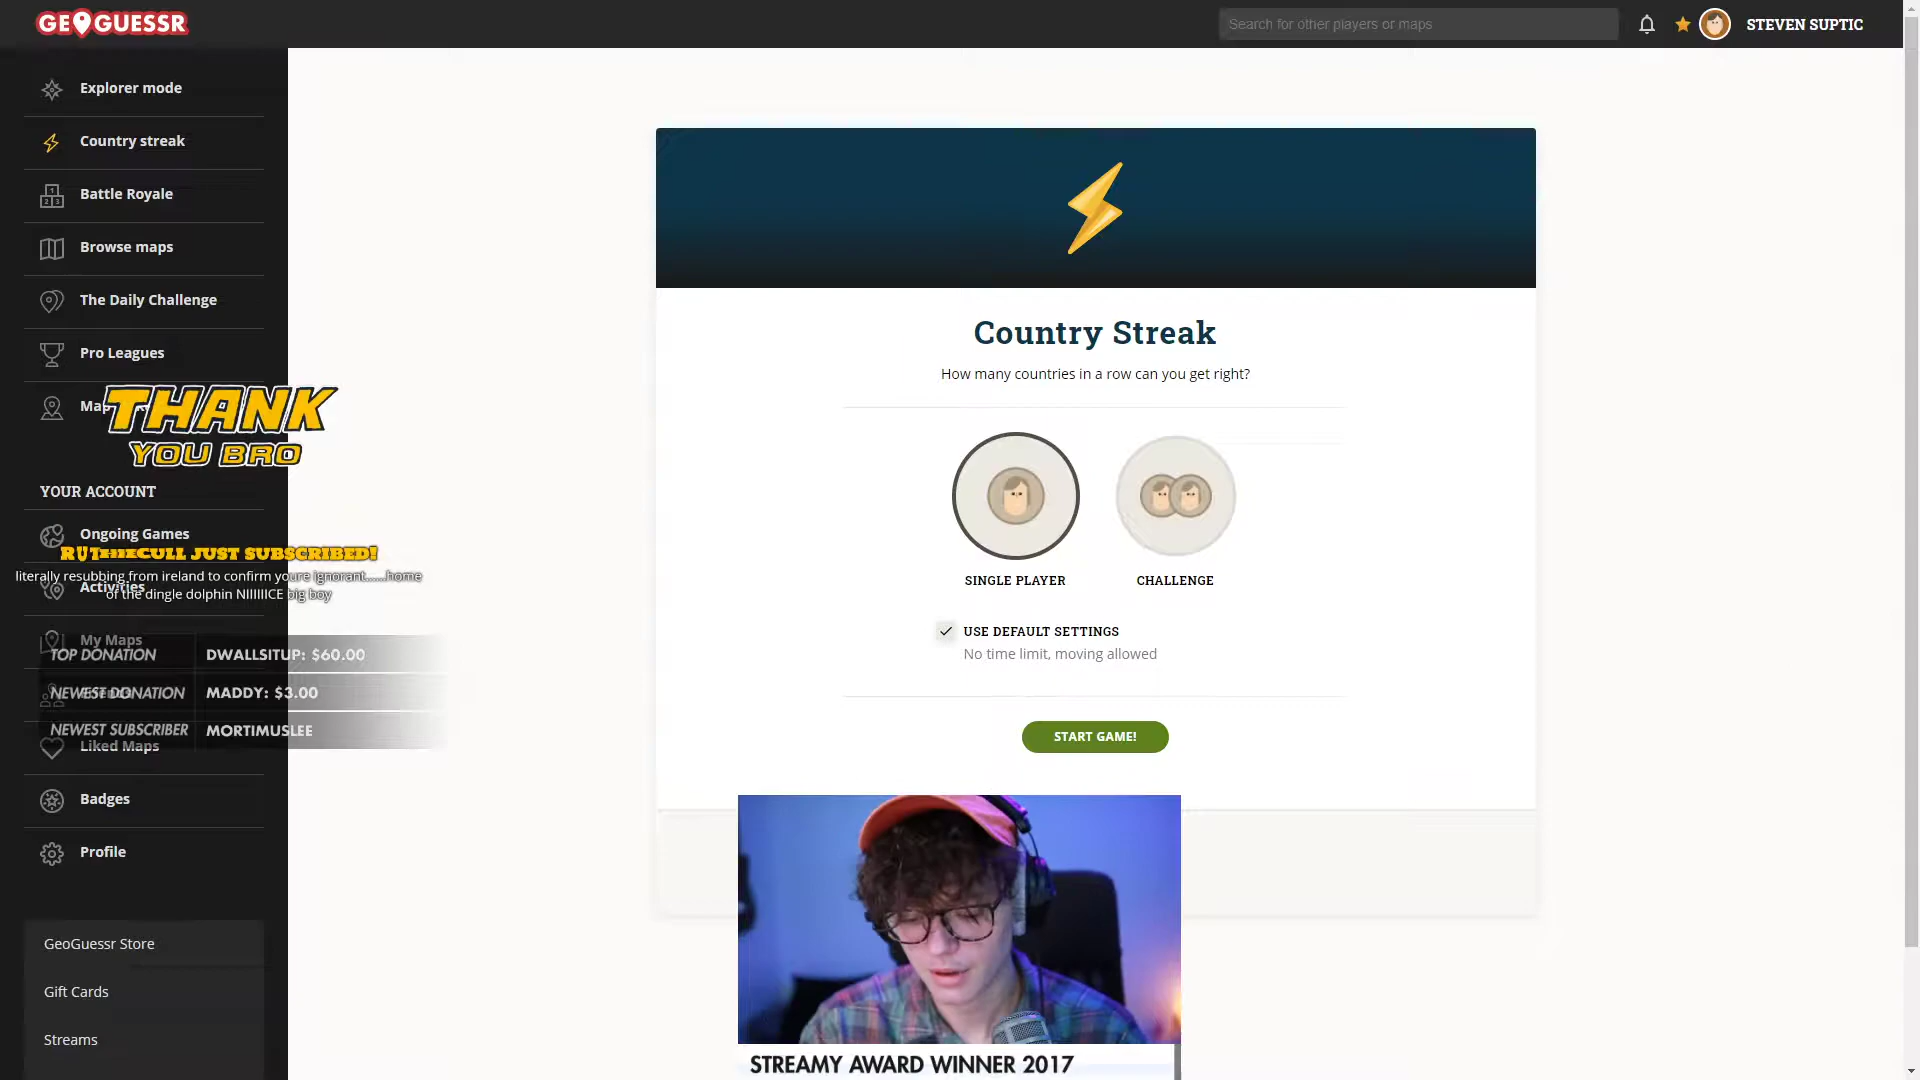 GEOGUESSR
Search for other players or maps
STEVEN SUPTIC
Explorer mode
Country streak
Battle Royale
Browse maps
The Daily Challenge
Pro Leagues
Map
THANK
YOU BRO
YOUR ACCOUNT
Ongoing Games
JUST SUBSCRIBED!
literally resubbing from ireland to confirm youre ignorant......home
of the dingle dolphin NIIIIIICE big boy
Activities
My Maps
TOP DONATION DWALLSITUP: $60.00
NEWEST DONATION MADDY: $3.00
NEWEST SUBSCRIBER MORTIMUSLEE
Liked Maps
Badges
Profile
GeoGuessr Store
Gift Cards
Streams
Country Streak
How many countries in a row can you get right?
SINGLE PLAYER
CHALLENGE
USE DEFAULT SETTINGS
No time limit, moving allowed
START GAME!
STREAMY AWARD WINNER 2017